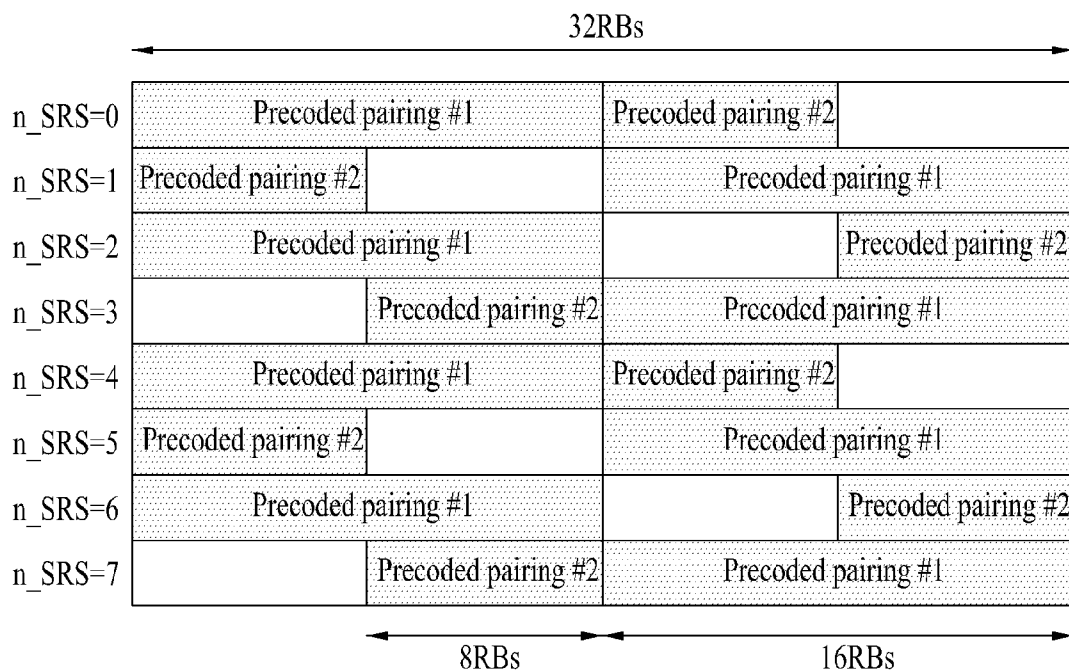 32RBs
n_SRS=0 Precoded pairing #1 Precoded pairing #2
n_SRS=1 Precoded pairing #2 Precoded pairing #1
n_SRS=2 Precoded pairing #1 Precoded pairing #2
n_SRS=3 Precoded pairing #2 Precoded pairing #1
n_SRS=4 Precoded pairing #1 Precoded pairing #2
n_SRS=5 Precoded pairing #2 Precoded pairing #1
n_SRS=6 Precoded pairing #1 Precoded pairing #2
n_SRS=7 Precoded pairing #2 Precoded pairing #1
8RBs 16RBs